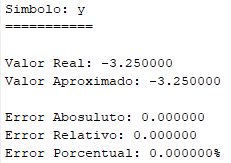 Simbolo: y
===========
Valor Real: -3.250000
Valor Aproximado: -3.250000
Error Abosuluto: 0.000000
Error Relativo: 0.000000
Error Porcentual: 0.000000%